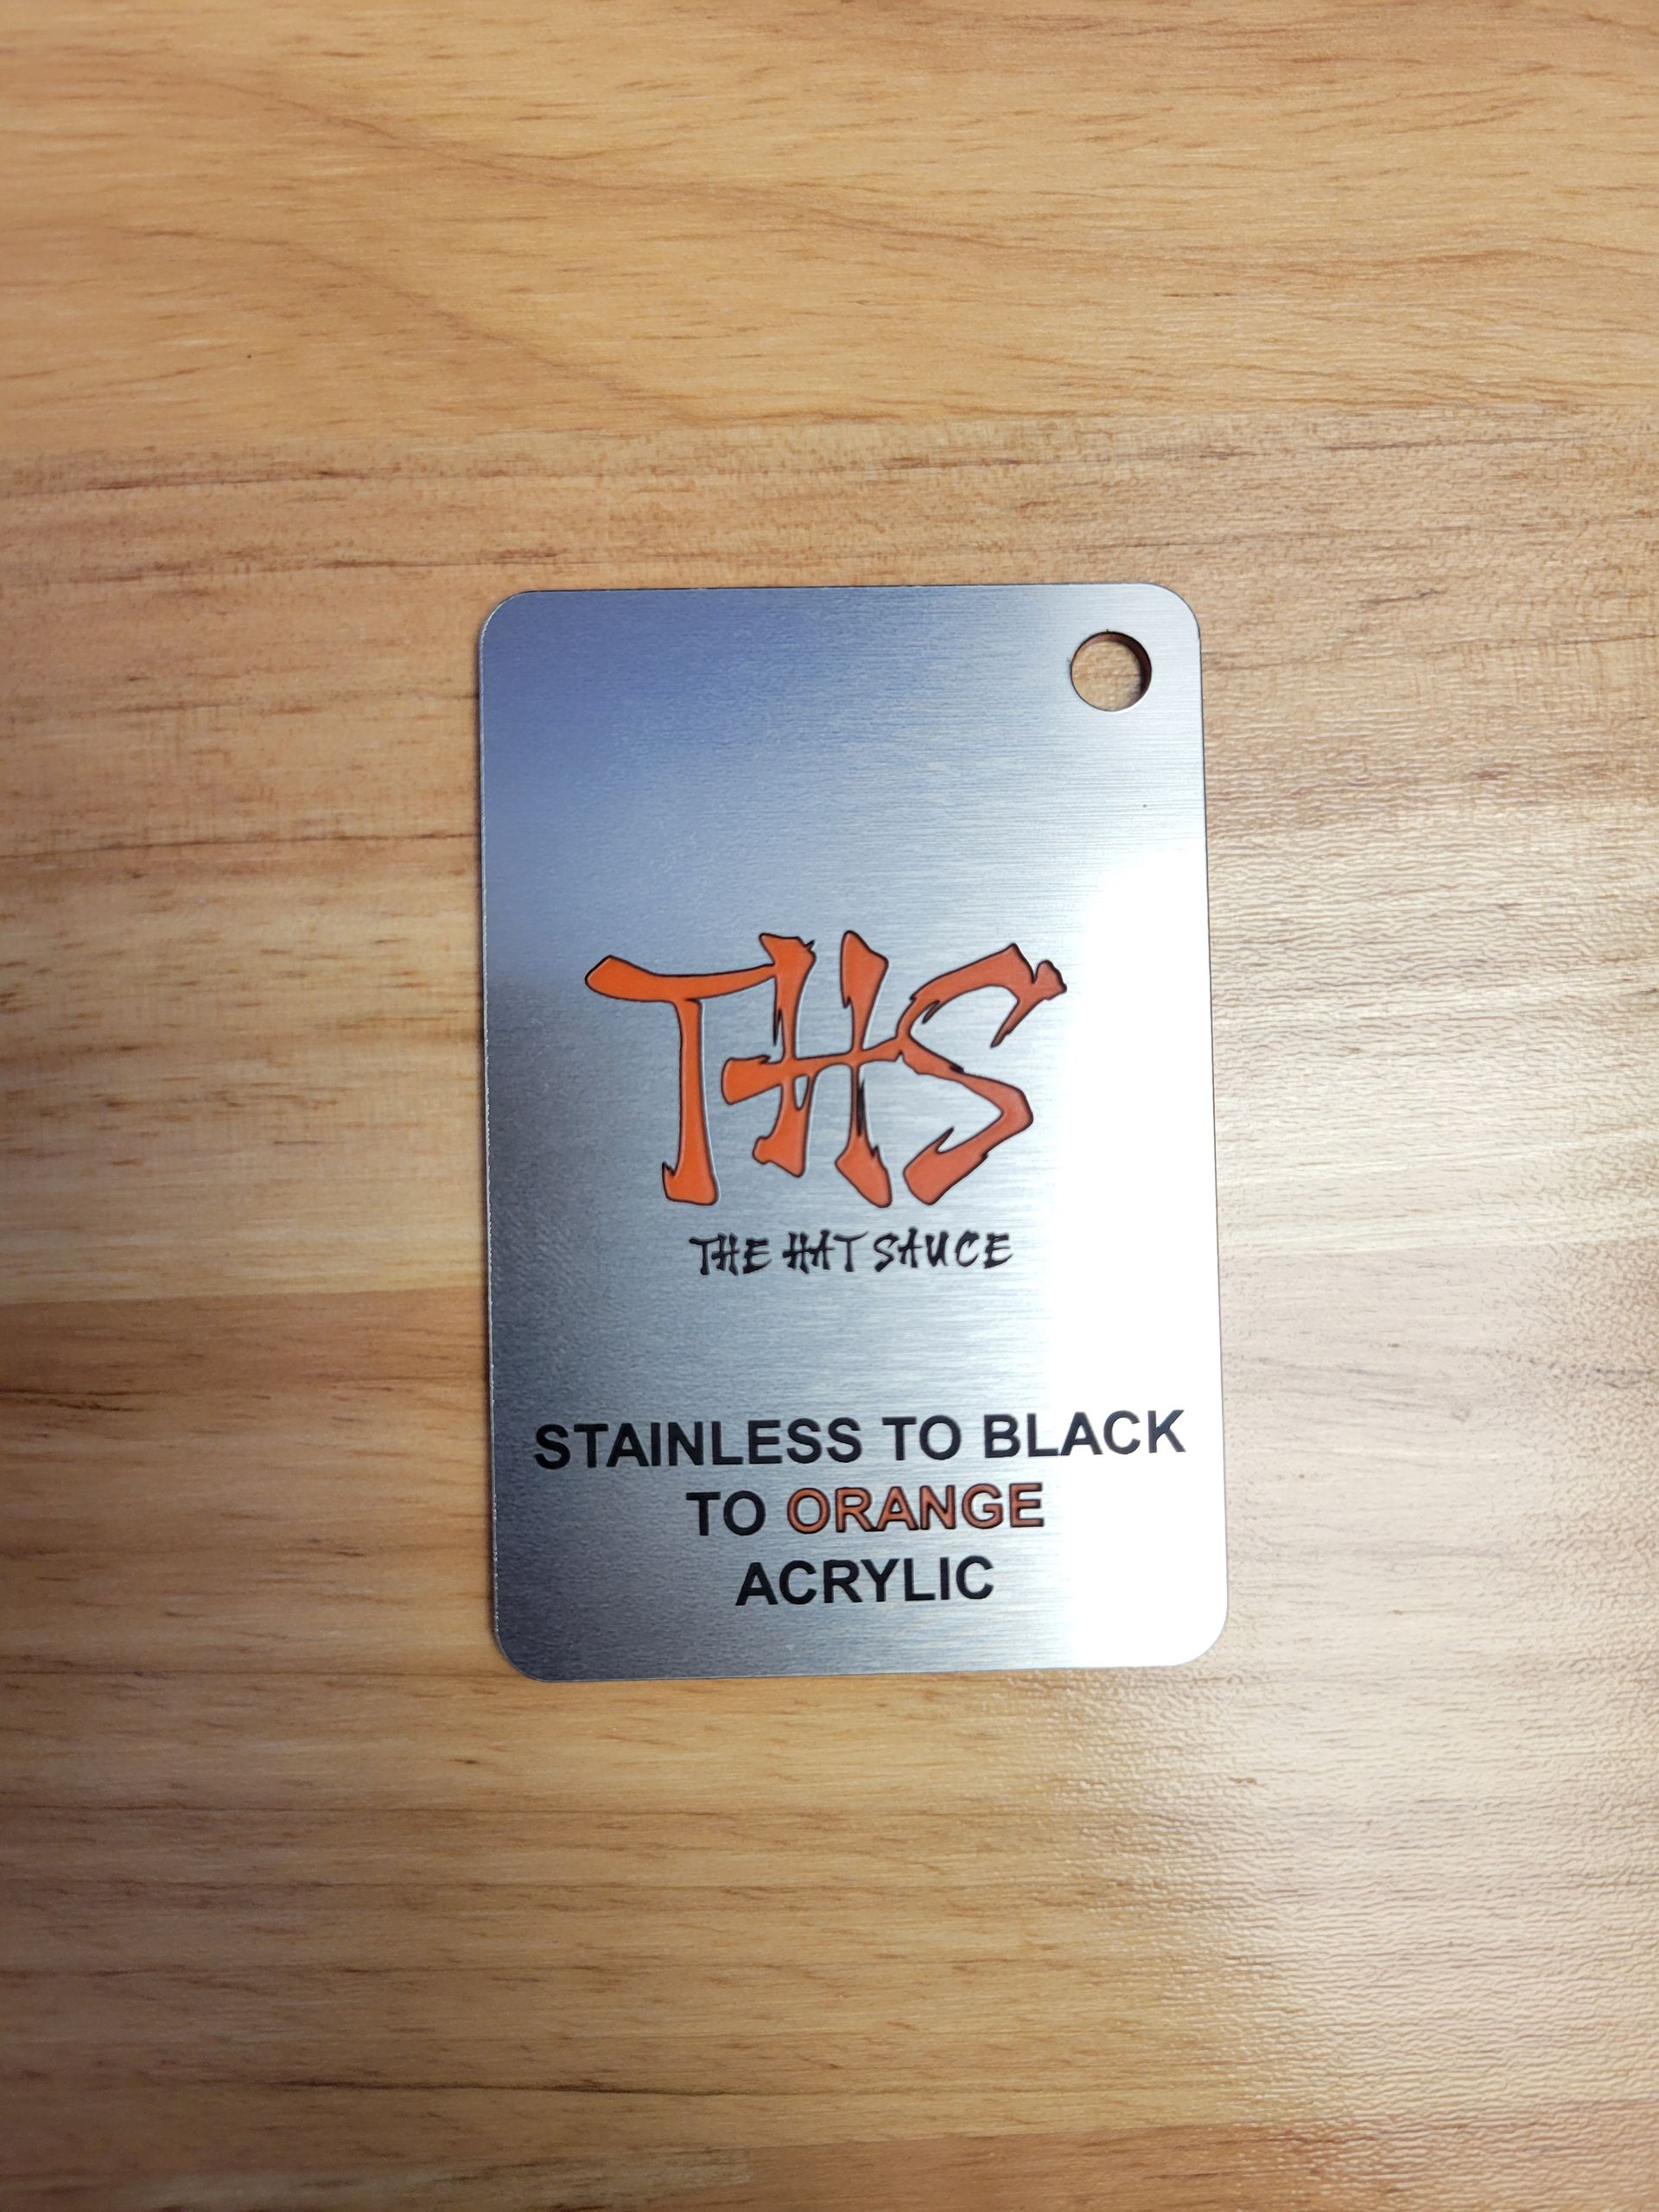 THS
THE HAT SAUCE
STAINLESS TO BLACK
TO ORANGE
ACRYLIC